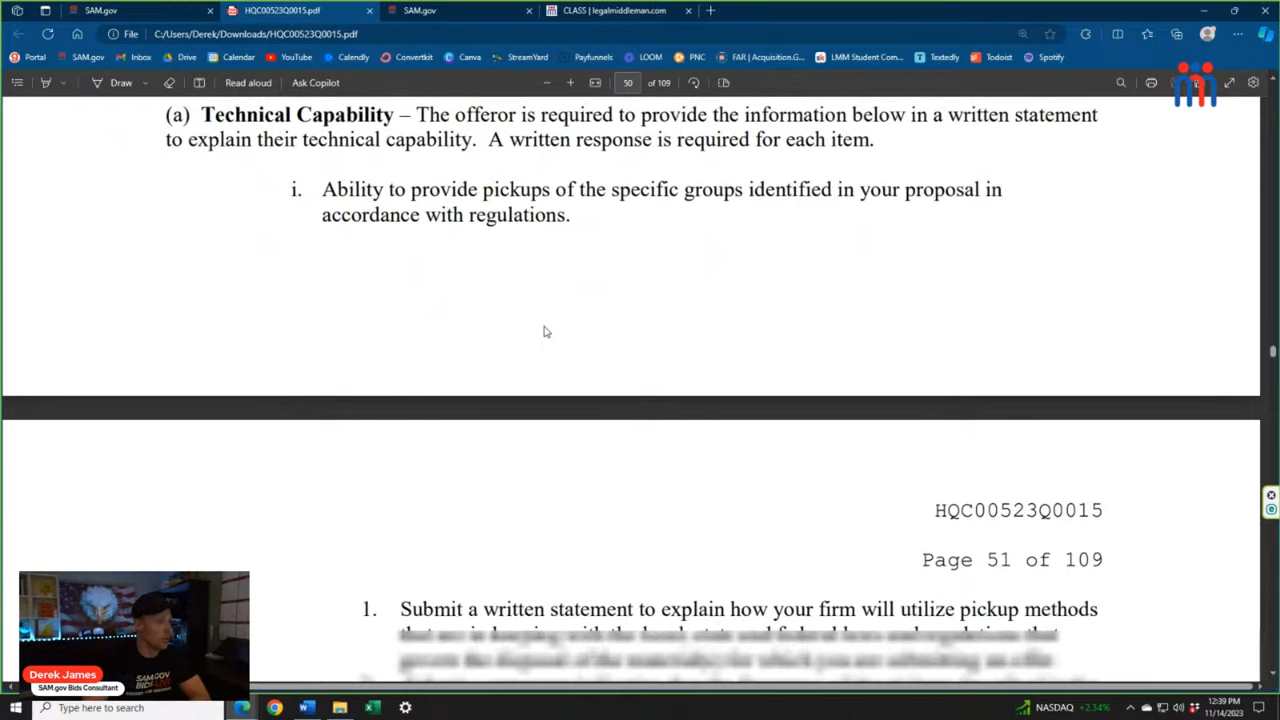 SAM.gov
HQC00523Q0015.pdf
SAM.gov
CLASS | legalmiddleman.com
File C:/Users/Derek/Downloads/HQC00523Q0015.pdf
Portal SAM.gov Inbox Drive Calendar YouTube Calendly Convertkit Canva StreamYard Payfunnels LOOM PNC FAR | Acquisition.G... LMM Student Com... Textedly Todoist Spotify
Draw Read aloud Ask Copilot 50 of 109
(a) Technical Capability – The offeror is required to provide the information below in a written statement
to explain their technical capability. A written response is required for each item.
i. Ability to provide pickups of the specific groups identified in your proposal in
accordance with regulations.
HQC00523Q0015
Page 51 of 109
1. Submit a written statement to explain how your firm will utilize pickup methods
Derek James
SAM.gov Bids Consultant
SAM.GOV
BIDS
Type here to search
NASDAQ +2.34%
12:39 PM
11/14/2023